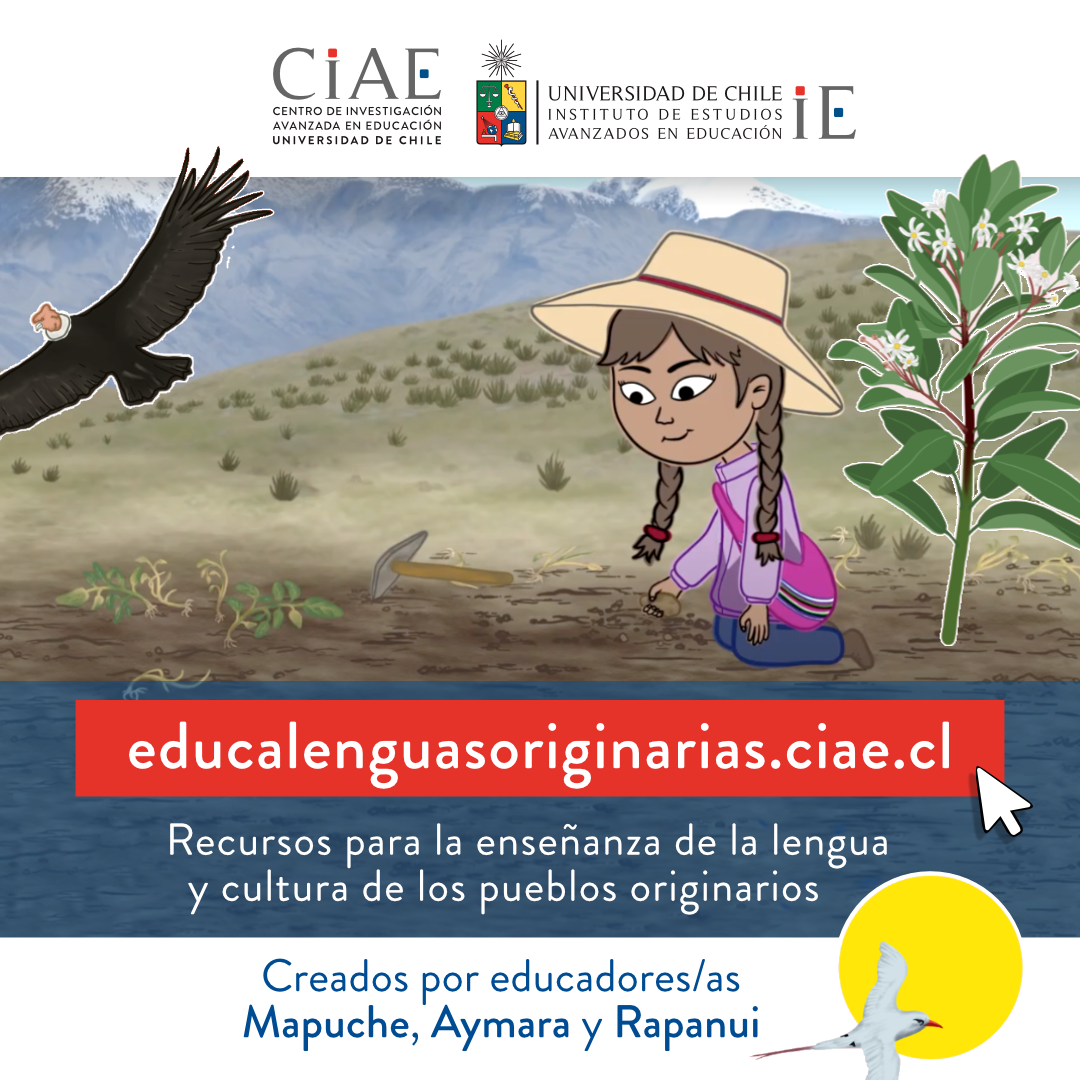 CiAE
CENTRO DE INVESTIGACIÓN
AVANZADA EN EDUCACIÓN
UNIVERSIDAD DE CHILE
UNIVERSIDAD DE CHILE
INSTITUTO DE ESTUDIOS
AVANZADOS EN EDUCACIÓN
iE
educalenguasoriginarias.ciae.cl
Recursos para la enseñanza de la lengua
y cultura de los pueblos originarios
Creados por educadores/as
Mapuche, Aymara y Rapanui